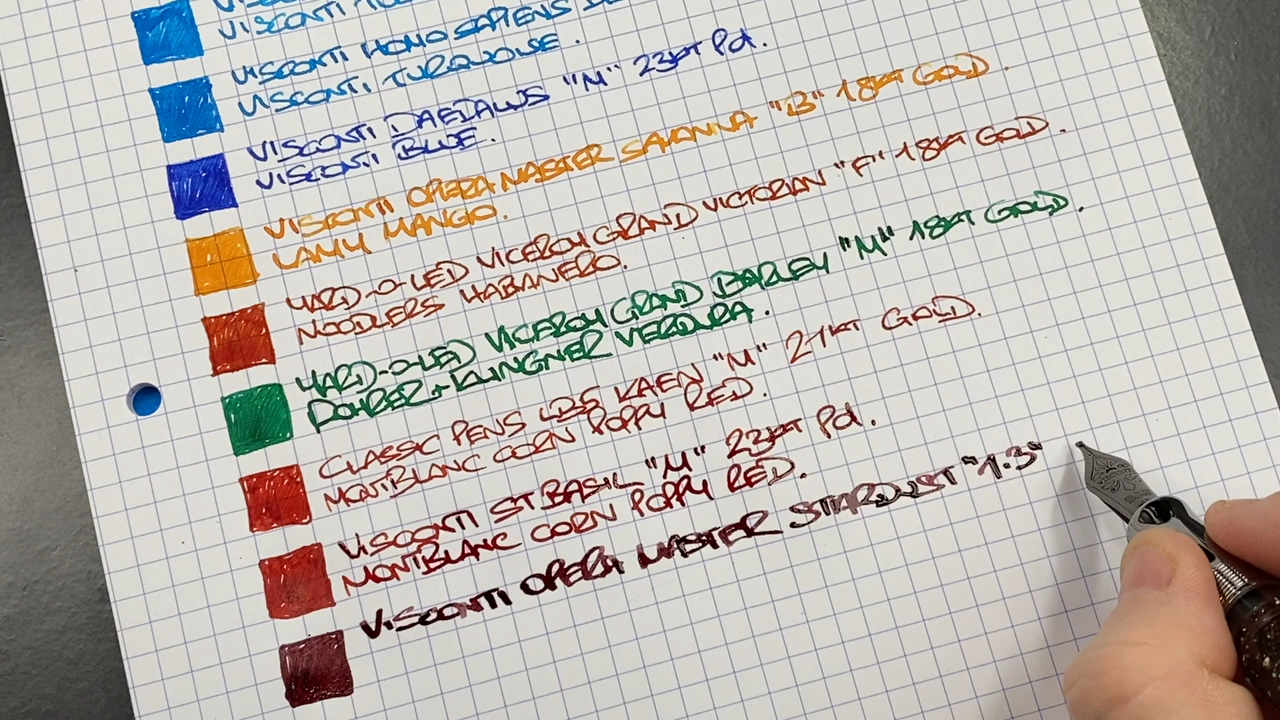 VISCONTI
VISCONTI HOMO SAPIENS
VISCONTI TURQUOISE.
VISCONTI DAEDALUS "M" 23KT Pd.
VISCONTI BLUE.
VISCONTI OPERA MASTER SAVANNA "B" 18KT GOLD.
LAMY MANGO.
HARD-O-LED VICEROY GRAND VICTORIAN "F" 18KT GOLD.
NOODLERS HABANERO.
HARD-O-LED VICEROY GRAND BARLEY "M" 18KT GOLD.
ROHRER + KLINGNER VERDURA.
CLASSIC PENS LB5 KAEN "M" 21KT GOLD.
MONTBLANC CORN POPPY RED.
VISCONTI ST BASIL "M" 23KT Pd.
MONTBLANC CORN POPPY RED.
VISCONTI OPERA MASTER STARDUST "1.3"